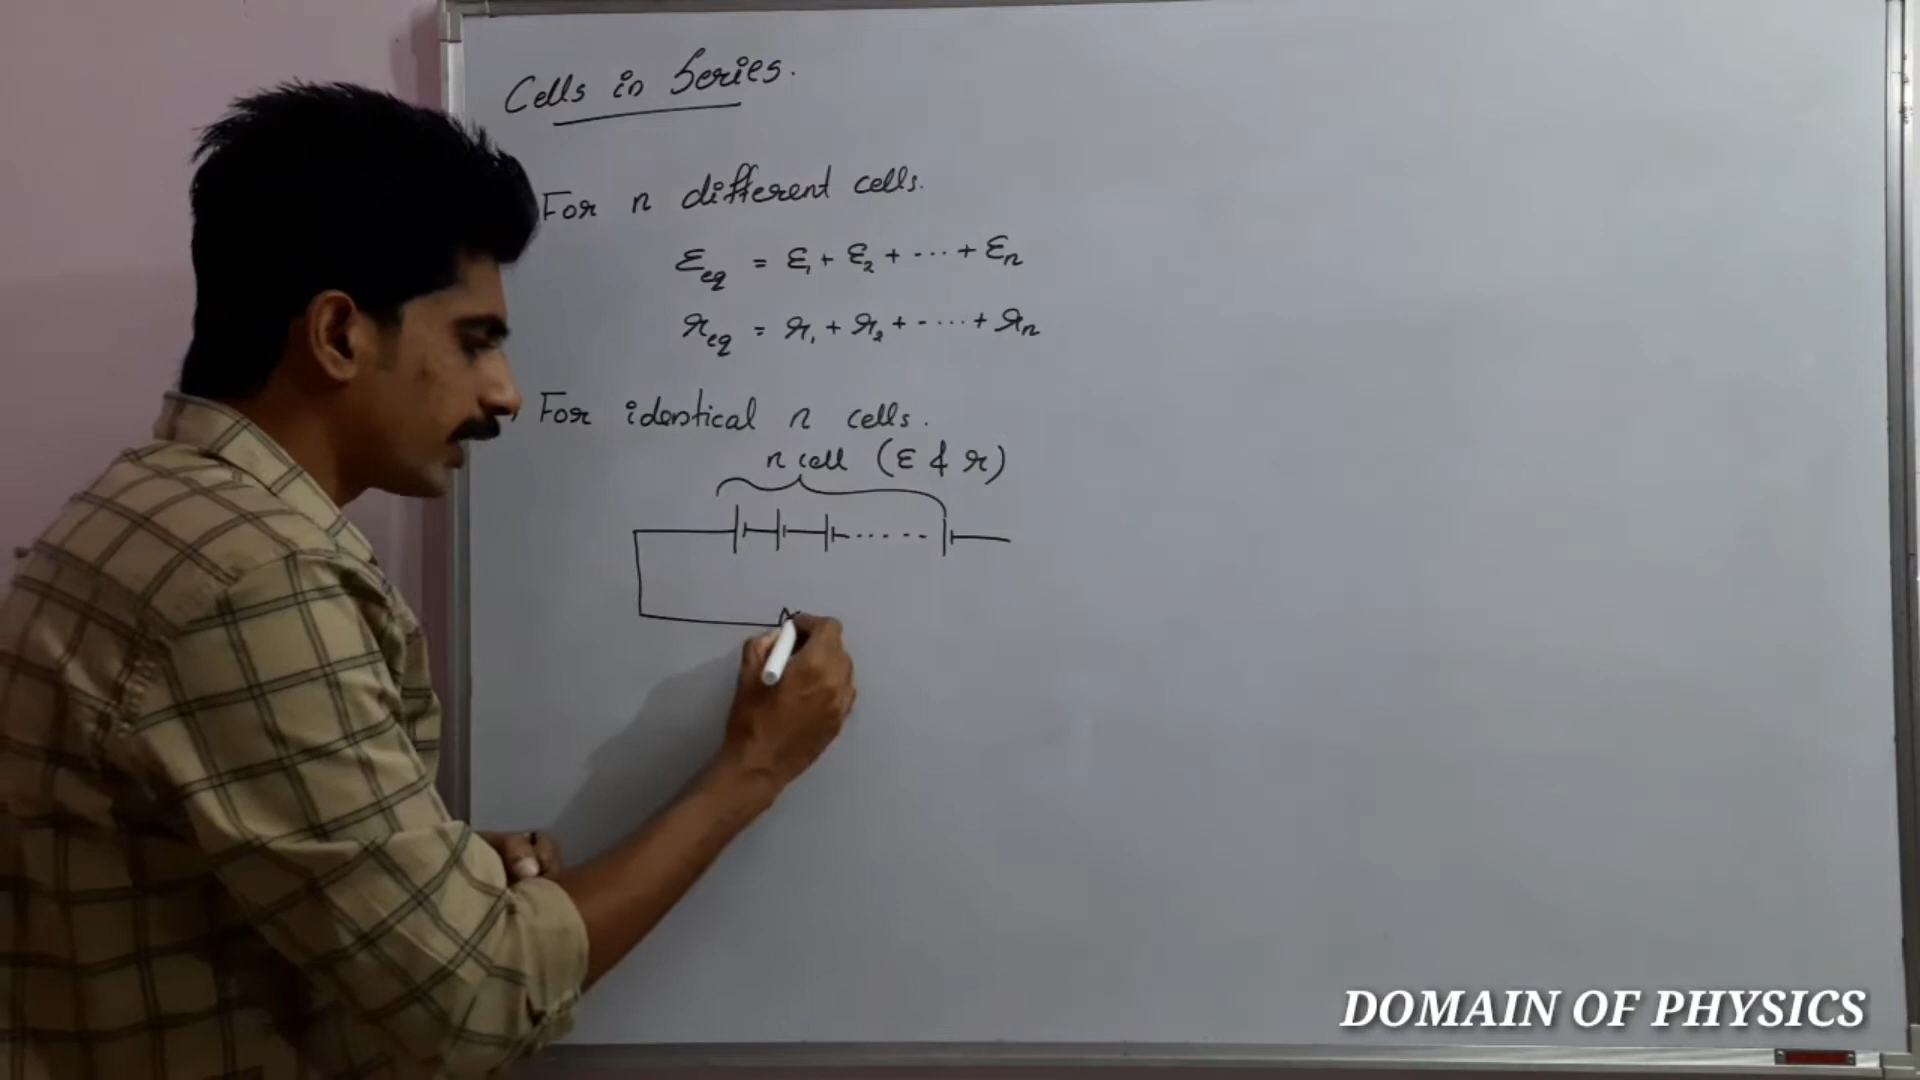 Cells in Series.
For n different cells.
εeq = ε₁ + ε₂ + ··· + εn
req = r₁ + r₂ + ····· + rn
For identical n cells.
n cell (ε & r)
DOMAIN OF PHYSICS